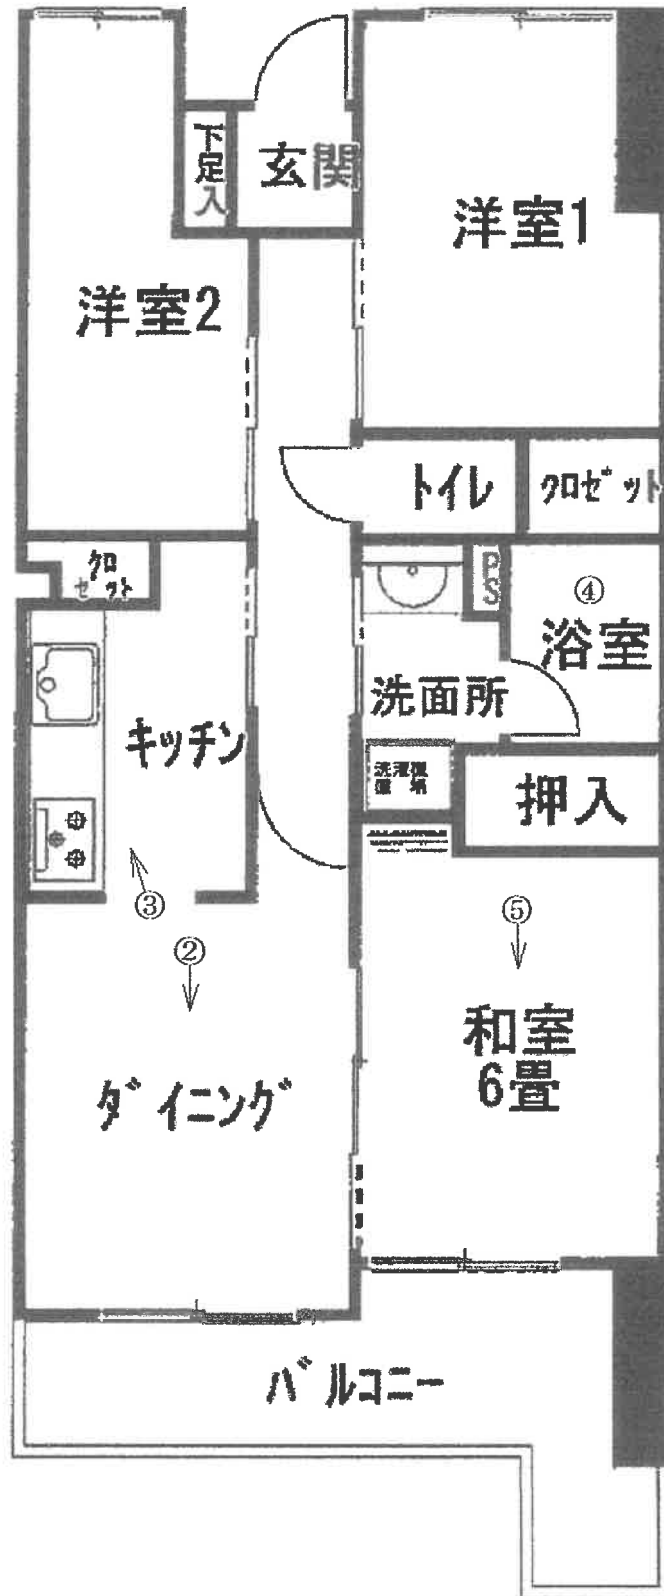 下足入
玄関
洋室1
洋室2
トイレ
クロゼット
クロ
ゼット
PS
④
浴室
洗面所
キッチン
洗濯機
置場
押入
③
②
⑤
和室
6畳
ダイニング
バルコニー